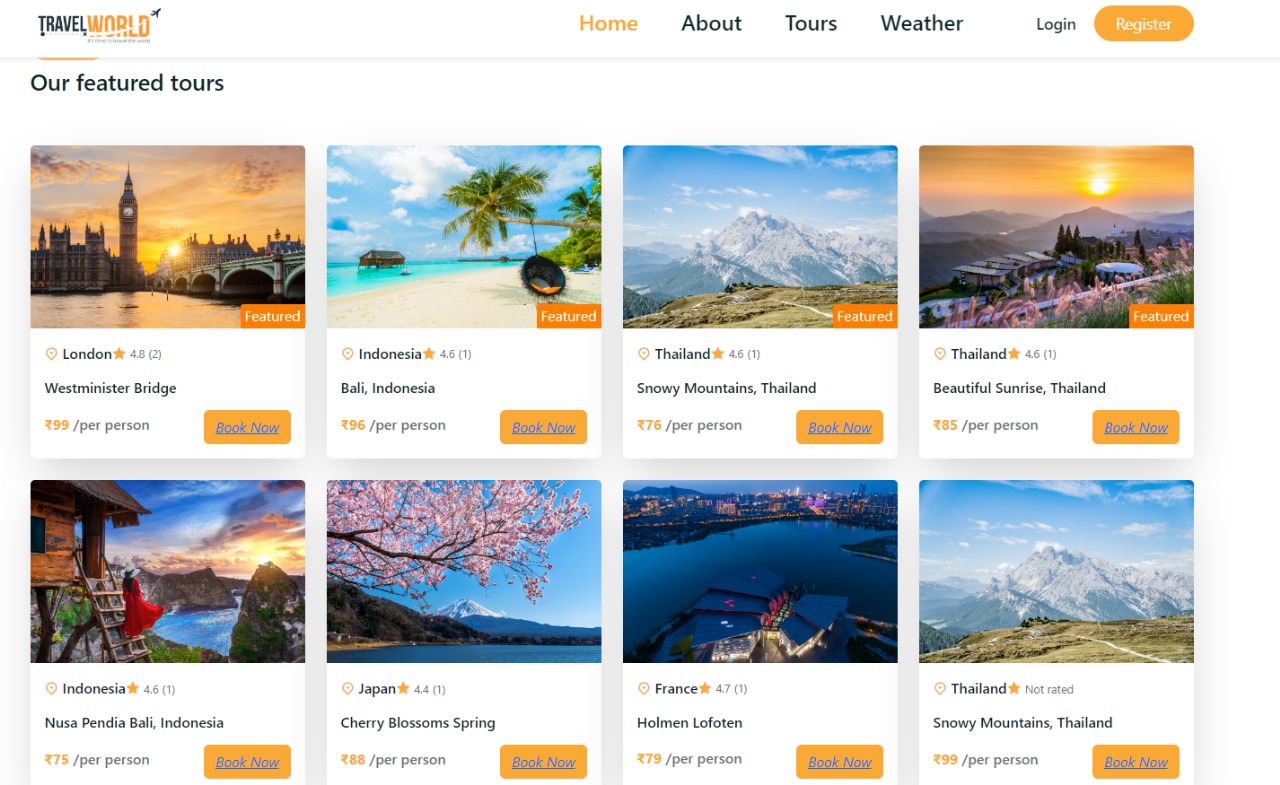 TRAVEL WORLD
It's time to travel the world
Home About Tours Weather Login Register
Our featured tours
Featured Featured Featured Featured
London 4.8 (2) Indonesia 4.6 (1) Thailand 4.6 (1) Thailand 4.6 (1)
Westminister Bridge Bali, Indonesia Snowy Mountains, Thailand Beautiful Sunrise, Thailand
₹99 /per person Book Now ₹96 /per person Book Now ₹76 /per person Book Now ₹85 /per person Book Now
Indonesia 4.6 (1) Japan 4.4 (1) France 4.7 (1) Thailand Not rated
Nusa Pendia Bali, Indonesia Cherry Blossoms Spring Holmen Lofoten Snowy Mountains, Thailand
₹75 /per person Book Now ₹88 /per person Book Now ₹79 /per person Book Now ₹99 /per person Book Now